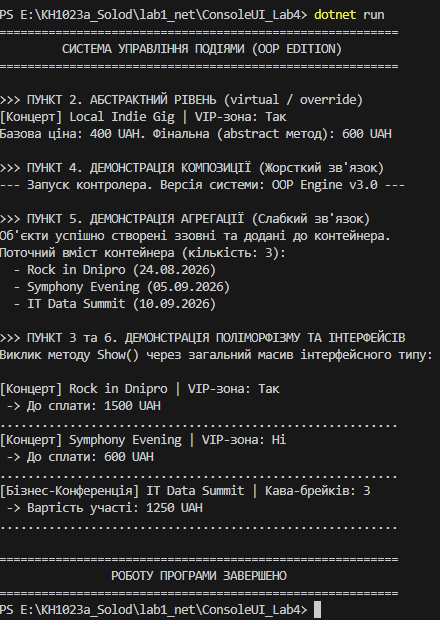 PS E:\KH1023a_Solod\lab1_net\ConsoleUI_Lab4> dotnet run
=========================================================
СИСТЕМА УПРАВЛІННЯ ПОДІЯМИ (OOP EDITION)
=========================================================
>>> ПУНКТ 2. АБСТРАКТНИЙ РІВЕНЬ (virtual / override)
[Концерт] Local Indie Gig | VIP-зона: Так
Базова ціна: 400 UAH. Фінальна (abstract метод): 600 UAH
>>> ПУНКТ 4. ДЕМОНСТРАЦІЯ КОМПОЗИЦІЇ (Жорсткий зв'язок)
--- Запуск контролера. Версія системи: OOP Engine v3.0 ---
>>> ПУНКТ 5. ДЕМОНСТРАЦІЯ АГРЕГАЦІЇ (Слабкий зв'язок)
Об'єкти успішно створені ззовні та додані до контейнера.
Поточний вміст контейнера (кількість: 3):
- Rock in Dnipro (24.08.2026)
- Symphony Evening (05.09.2026)
- IT Data Summit (10.09.2026)
>>> ПУНКТ 3 та 6. ДЕМОНСТРАЦІЯ ПОЛІМОРФІЗМУ ТА ІНТЕРФЕЙСІВ
Виклик методу Show() через загальний масив інтерфейсного типу:
[Концерт] Rock in Dnipro | VIP-зона: Так
-> До сплати: 1500 UAH
.........................................................
[Концерт] Symphony Evening | VIP-зона: Ні
-> До сплати: 600 UAH
.........................................................
[Бізнес-Конференція] IT Data Summit | Кава-брейків: 3
-> Вартість участі: 1250 UAH
.........................................................
=========================================================
РОБОТУ ПРОГРАМИ ЗАВЕРШЕНО
=========================================================
PS E:\KH1023a_Solod\lab1_net\ConsoleUI_Lab4>